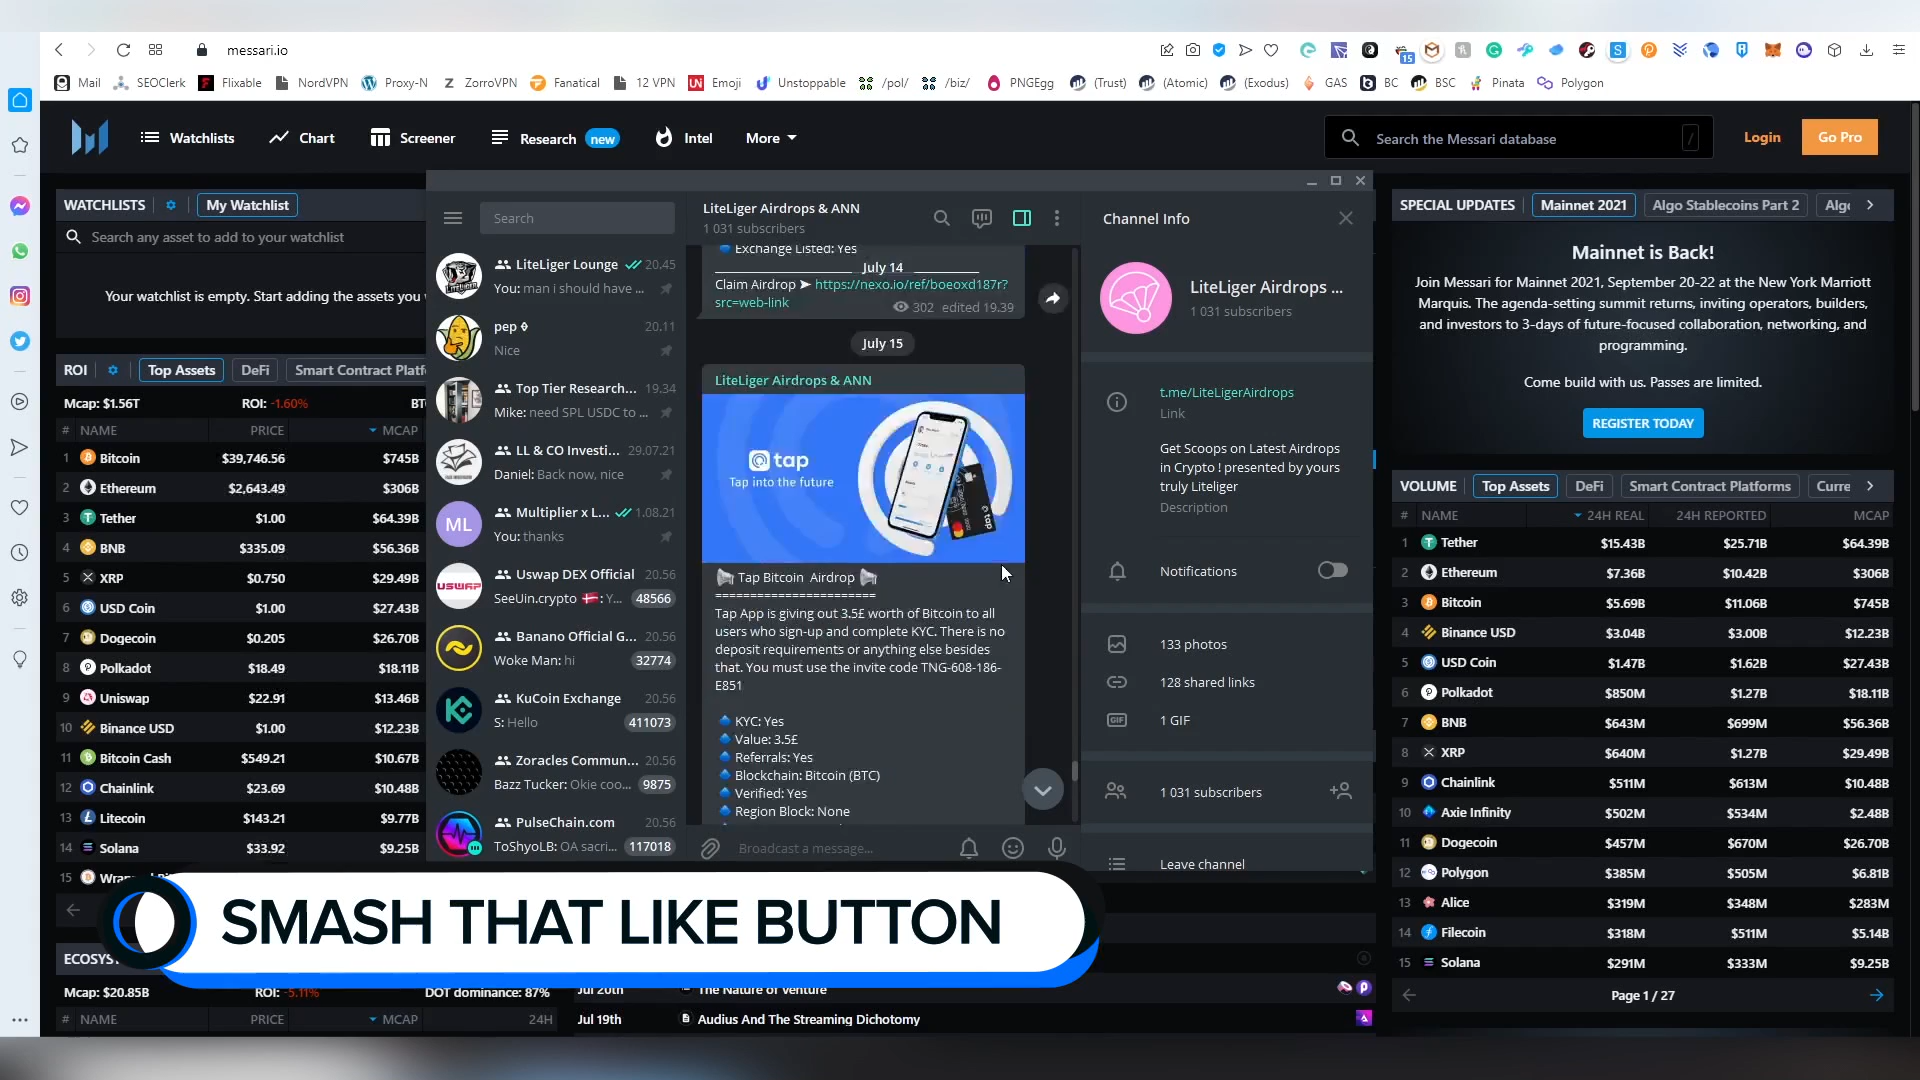 messari.io
Mail SEOClerk Flixable NordVPN Proxy-N ZorroVPN Fanatical 12 VPN Emoji Unstoppable /pol/ /biz/ PNGEgg (Trust) (Atomic) (Exodus) GAS BC BSC Pinata Polygon
Watchlists Chart Screener Research new Intel More Search the Messari database / Login Go Pro
WATCHLISTS My Watchlist
Search any asset to add to your watchlist
Your watchlist is empty. Start adding the assets you
ROI Top Assets DeFi Smart Contract Platf
Mcap: $1.56T ROI: -1.60% BT
# NAME PRICE MCAP
1 Bitcoin $39,746.56 $745B
2 Ethereum $2,643.49 $306B
3 Tether $1.00 $64.39B
4 BNB $335.09 $56.36B
5 XRP $0.750 $29.49B
6 USD Coin $1.00 $27.43B
7 Dogecoin $0.205 $26.70B
8 Polkadot $18.49 $18.11B
9 Uniswap $22.91 $13.46B
10 Binance USD $1.00 $12.23B
11 Bitcoin Cash $549.21 $10.67B
12 Chainlink $23.69 $10.48B
13 Litecoin $143.21 $9.77B
14 Solana $33.92 $9.25B
15
Search
LiteLiger Lounge 20.45
You: man i should have ...
pep 20.11
Nice
Top Tier Research... 19.34
Mike: need SPL USDC to ...
LL & CO Investi... 29.07.21
Daniel: Back now, nice
ML
Multiplier x L... 1.08.21
You: thanks
USWAP
Uswap DEX Official 20.56
SeeUin.crypto 🇩🇰: Y... 48566
Banano Official G... 20.56
Woke Man: hi 32774
KuCoin Exchange 20.56
S: Hello 411073
Zoracles Commun... 20.56
Bazz Tucker: Okie coo... 9875
PulseChain.com 20.56
ToShyoLB: OA sacri... 117018
LiteLiger Airdrops & ANN
1 031 subscribers
Exchange Listed: Yes
July 14
Claim Airdrop ➤ https://nexo.io/ref/boeoxd187r?
src=web-link
302 edited 19.39
July 15
LiteLiger Airdrops & ANN
tap
Tap into the future
tap
Tap Bitcoin Airdrop
=======================
Tap App is giving out 3.5£ worth of Bitcoin to all
users who sign-up and complete KYC. There is no
deposit requirements or anything else besides
that. You must use the invite code TNG-608-186-
E851
KYC: Yes
Value: 3.5£
Referrals: Yes
Blockchain: Bitcoin (BTC)
Verified: Yes
Region Block: None
Broadcast a message...
Channel Info
LiteLiger Airdrops ...
1 031 subscribers
t.me/LiteLigerAirdrops
Link
Get Scoops on Latest Airdrops
in Crypto ! presented by yours
truly Liteliger
Description
Notifications
133 photos
128 shared links
GIF 1 GIF
1 031 subscribers
Leave channel
SPECIAL UPDATES Mainnet 2021 Algo Stablecoins Part 2 Alg
Mainnet is Back!
Join Messari for Mainnet 2021, September 20-22 at the New York Marriott
Marquis. The agenda-setting summit returns, inviting operators, builders,
and investors to 3-days of future-focused collaboration, networking, and
programming.
Come build with us. Passes are limited.
REGISTER TODAY
VOLUME Top Assets DeFi Smart Contract Platforms Curre
# NAME 24H REAL 24H REPORTED MCAP
1 Tether $15.43B $25.71B $64.39B
2 Ethereum $7.36B $10.42B $306B
3 Bitcoin $5.69B $11.06B $745B
4 Binance USD $3.04B $3.00B $12.23B
5 USD Coin $1.47B $1.62B $27.43B
6 Polkadot $850M $1.27B $18.11B
7 BNB $643M $699M $56.36B
8 XRP $640M $1.27B $29.49B
9 Chainlink $511M $613M $10.48B
10 Axie Infinity $502M $534M $2.48B
11 Dogecoin $457M $670M $26.70B
12 Polygon $385M $505M $6.81B
13 Alice $319M $348M $283M
14 Filecoin $318M $511M $5.14B
15 Solana $291M $333M $9.25B
Page 1 / 27
SMASH THAT LIKE BUTTON
Mcap: $20.85B ROI: -5.11% DOT dominance: 87%
# NAME PRICE MCAP 24H
Jul 20th The Nature of Venture
Jul 19th Audius And The Streaming Dichotomy